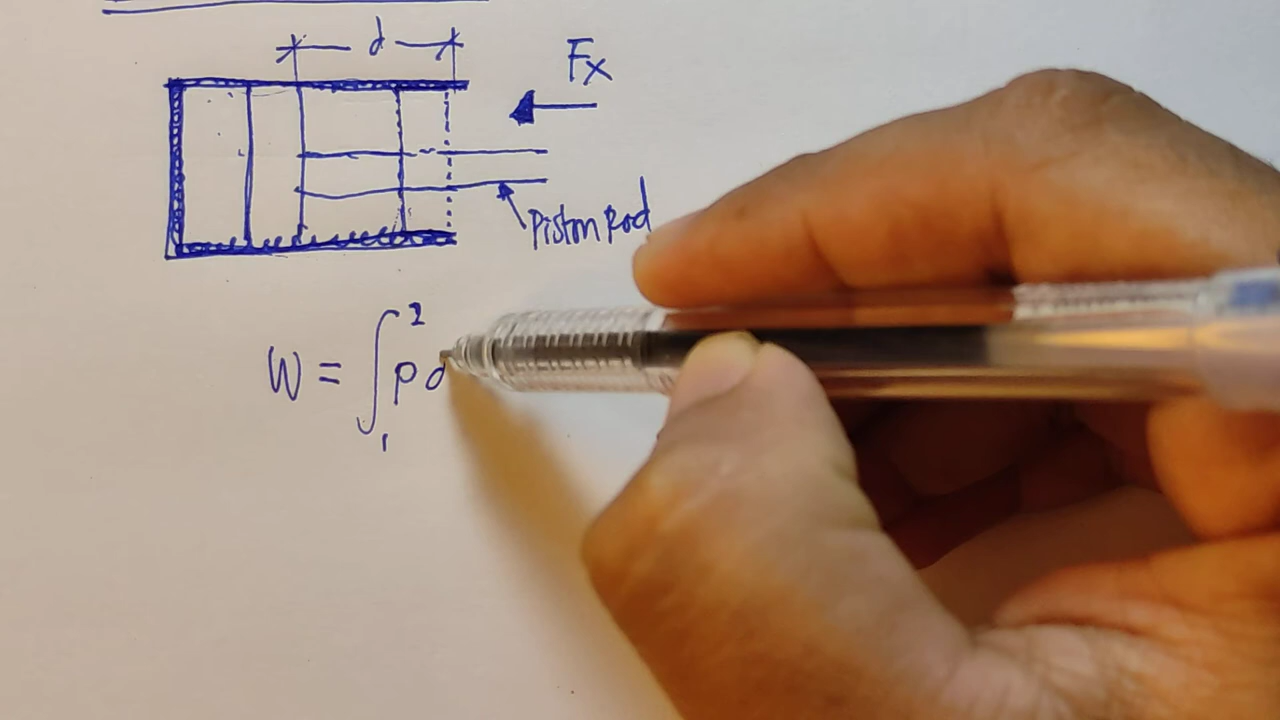 d
Fx
Piston Rod
W = ∫₁² p d